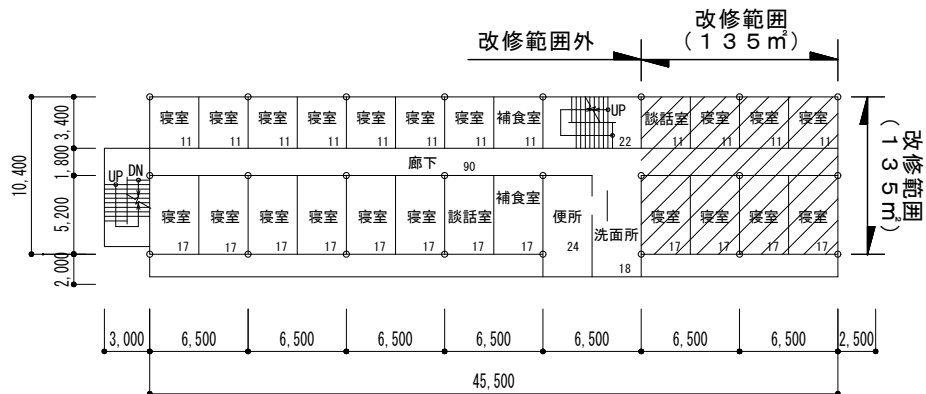 改修範囲外
改修範囲
(135㎡)
寝室 寝室 寝室 寝室 寝室 寝室 寝室 補食室 UP 談話室 寝室 寝室 寝室
11 11 11 11 11 11 11 11 22 11 11 11 11
廊下 90
UP DN
寝室 寝室 寝室 寝室 寝室 寝室 談話室 補食室 便所 洗面所 寝室 寝室 寝室 寝室
17 17 17 17 17 17 17 17 24 18 17 17 17 17
改修範囲
(135㎡)
10,400
3,400
1,800
5,200
2,000
3,000 6,500 6,500 6,500 6,500 6,500 6,500 6,500 2,500
45,500